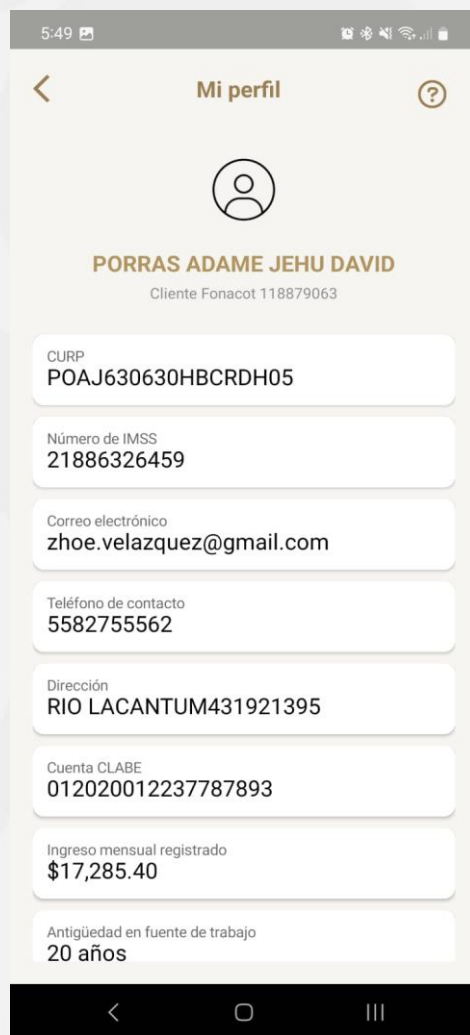 5:49
Mi perfil
?
PORRAS ADAME JEHU DAVID
Cliente Fonacot 118879063
CURP
POAJ630630HBCRDH05
Número de IMSS
21886326459
Correo electrónico
zhoe.velazquez@gmail.com
Teléfono de contacto
5582755562
Dirección
RIO LACANTUM431921395
Cuenta CLABE
012020012237787893
Ingreso mensual registrado
$17,285.40
Antigüedad en fuente de trabajo
20 años